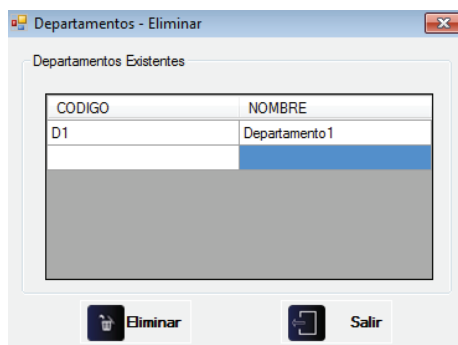 Departamentos - Eliminar
Departamentos Existentes
CODIGO NOMBRE
D1 Departamento1
Eliminar Salir